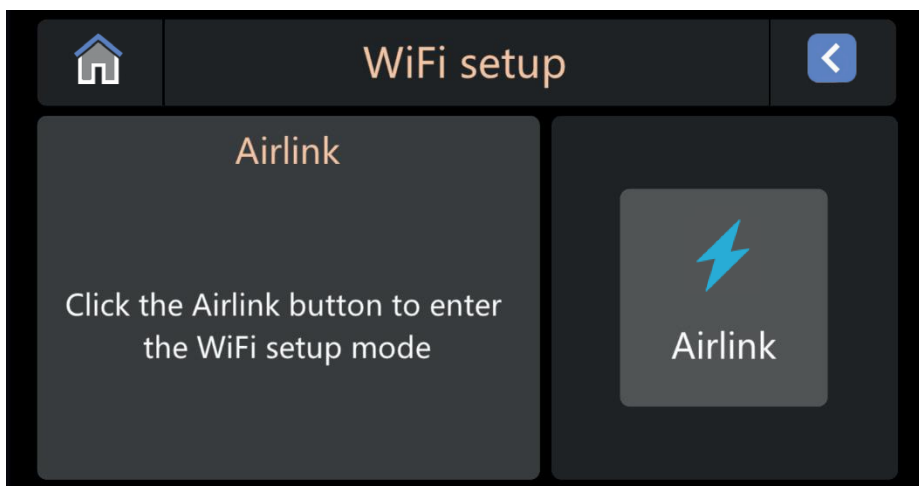 WiFi setup
Airlink
Click the Airlink button to enter
the WiFi setup mode
Airlink